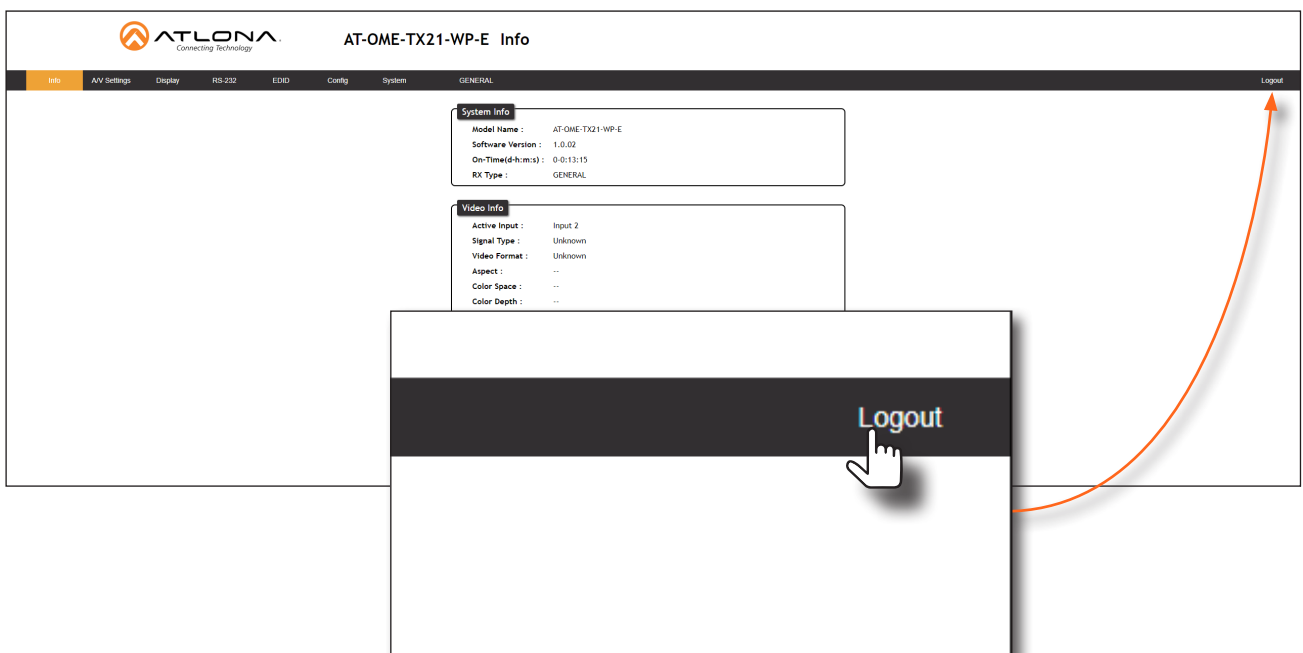 ATLONA.
Connecting Technology
AT-OME-TX21-WP-E Info
Info A/V Settings Display RS-232 EDID Config System GENERAL Logout
System Info
Model Name : AT-OME-TX21-WP-E
Software Version : 1.0.02
On-Time(d-h:m:s) : 0-0:13:15
RX Type : GENERAL
Video Info
Active Input : Input 2
Signal Type : Unknown
Video Format : Unknown
Aspect : --
Color Space : --
Color Depth : --
Logout